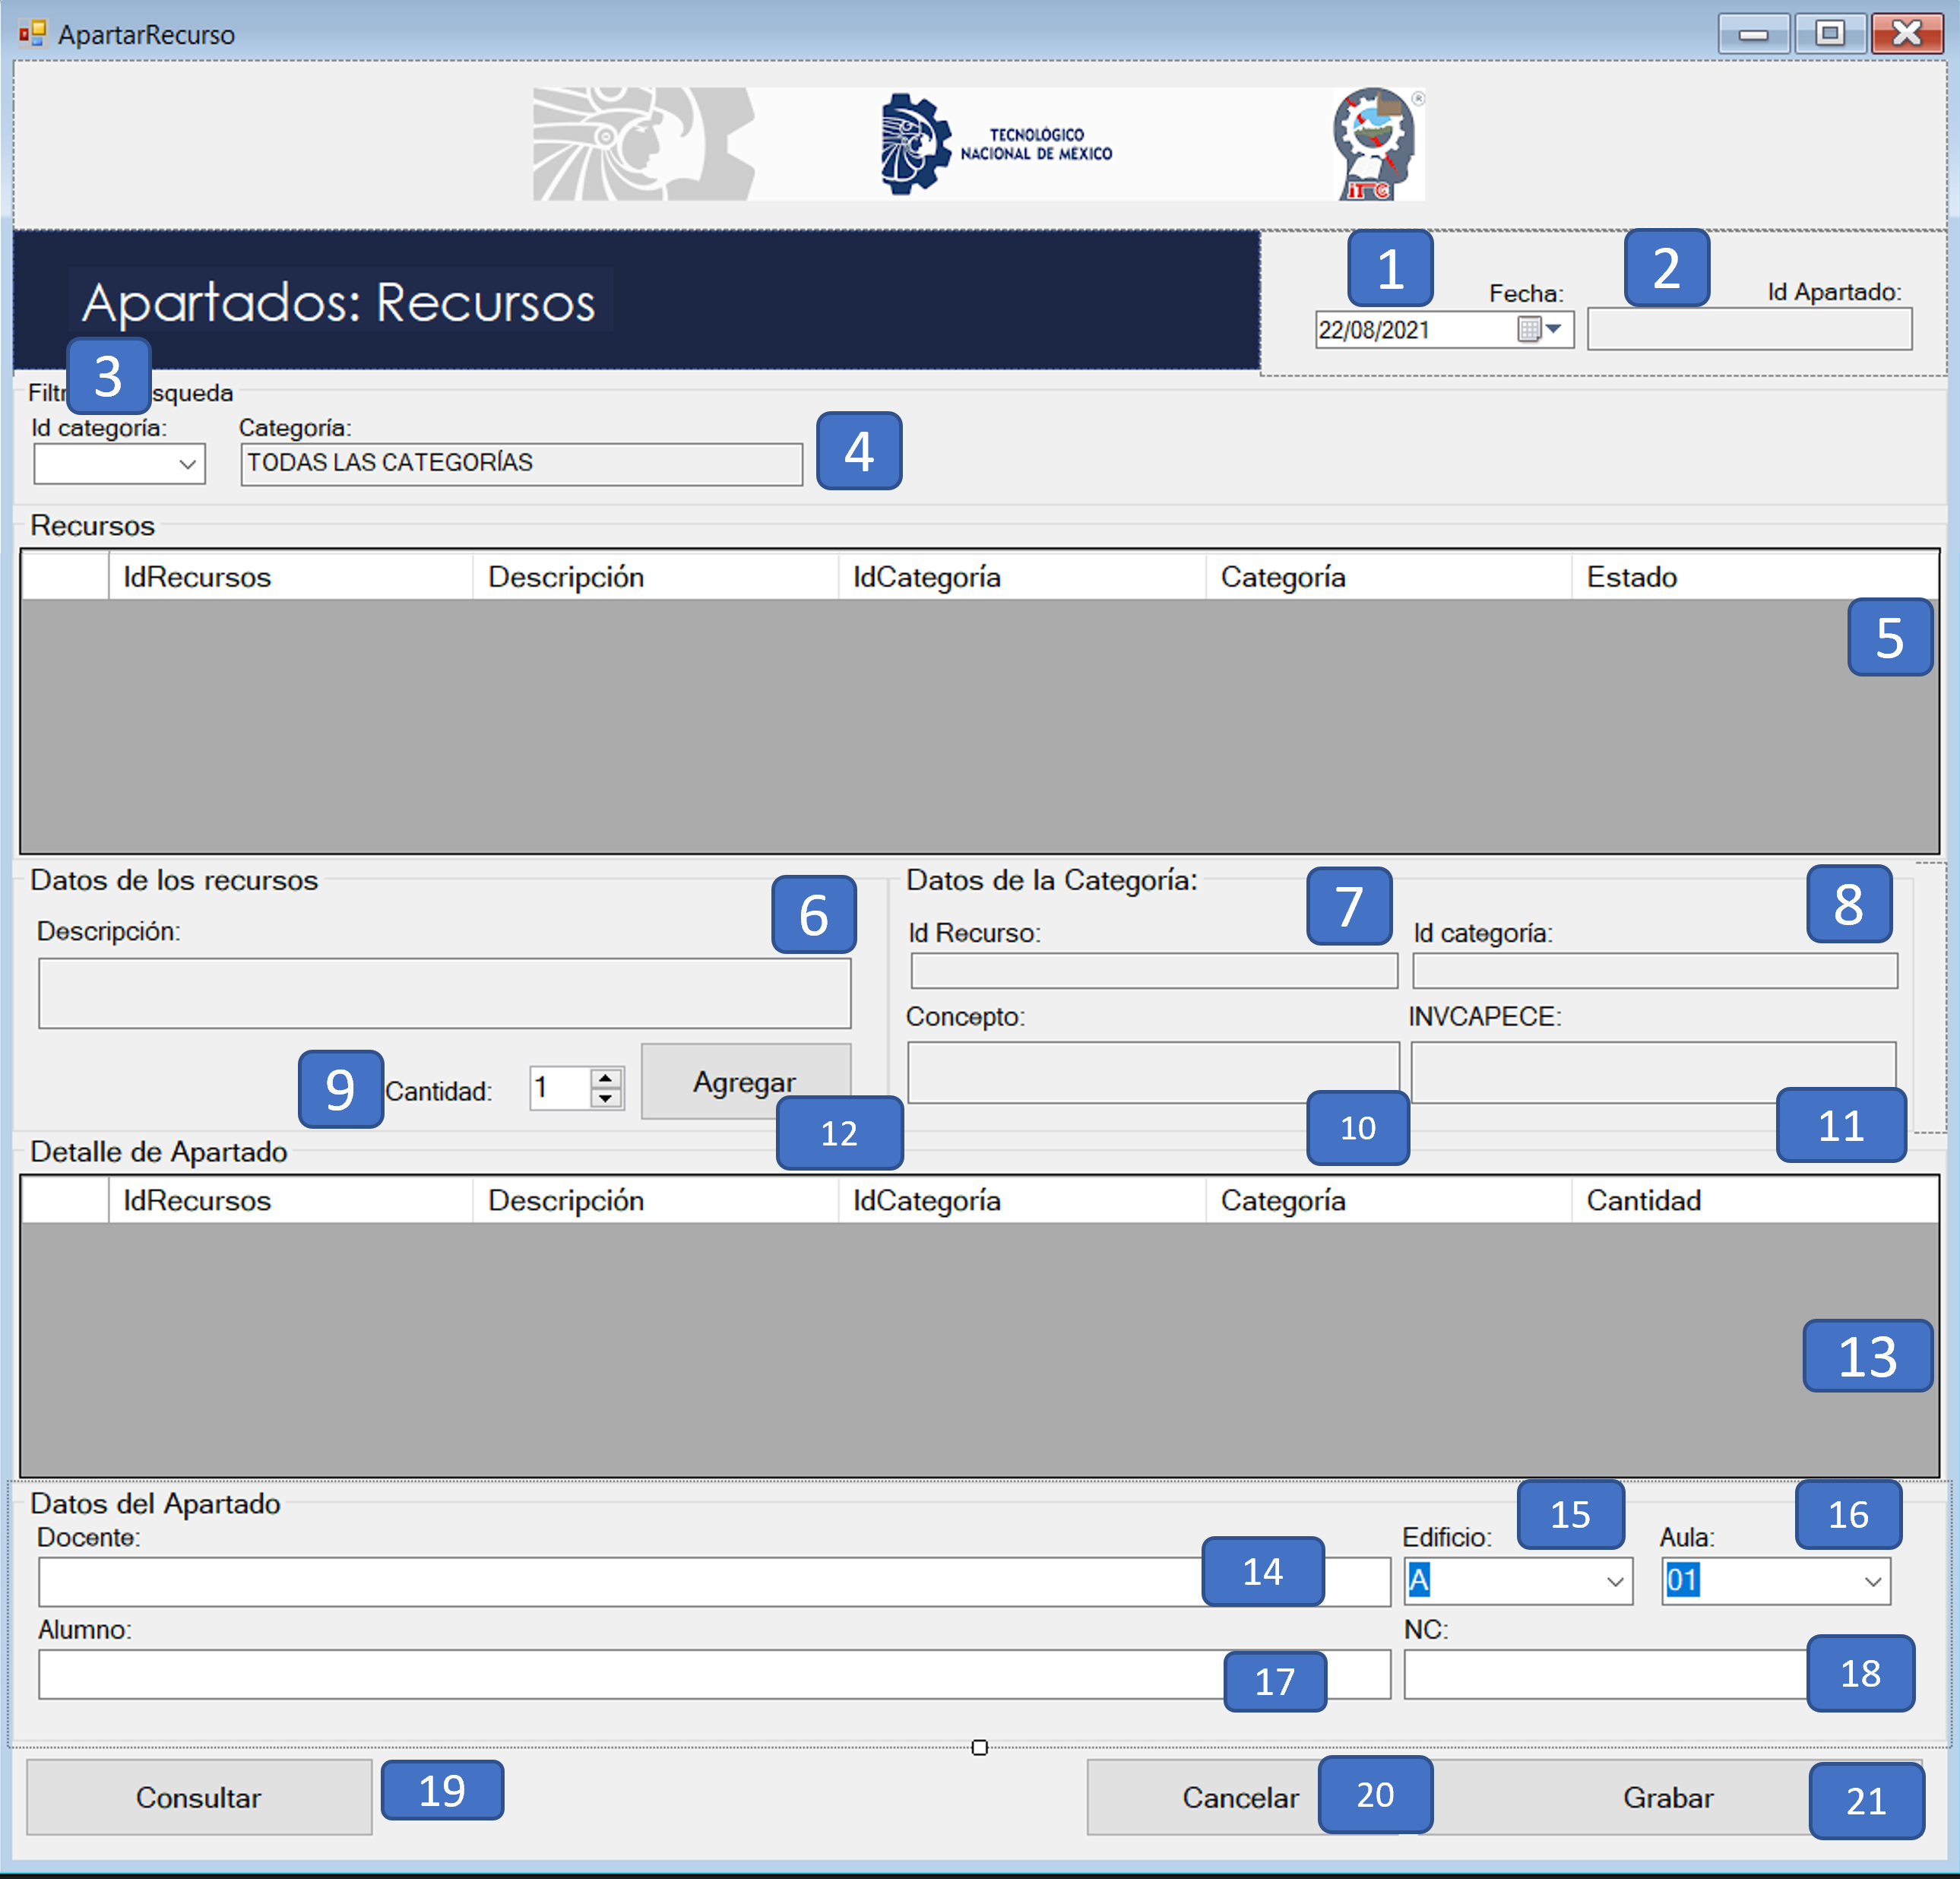 ApartarRecurso
TECNOLÓGICO
NACIONAL DE MÉXICO
®
iTG
Apartados: Recursos
1 Fecha: 2 Id Apartado:
22/08/2021
3
Filtr squeda
Id categoría: Categoría:
TODAS LAS CATEGORÍAS 4
Recursos
IdRecursos Descripción IdCategoría Categoría Estado
5
Datos de los recursos 6 Datos de la Categoría: 7 8
Descripción: Id Recurso: Id categoría:
Concepto: INVCAPECE:
9 Cantidad: 1 Agregar
12 10 11
Detalle de Apartado
IdRecursos Descripción IdCategoría Categoría Cantidad
13
Datos del Apartado 15 16
Docente: Edificio: Aula:
14 A 01
Alumno: NC:
17 18
Consultar 19 Cancelar 20 Grabar 21